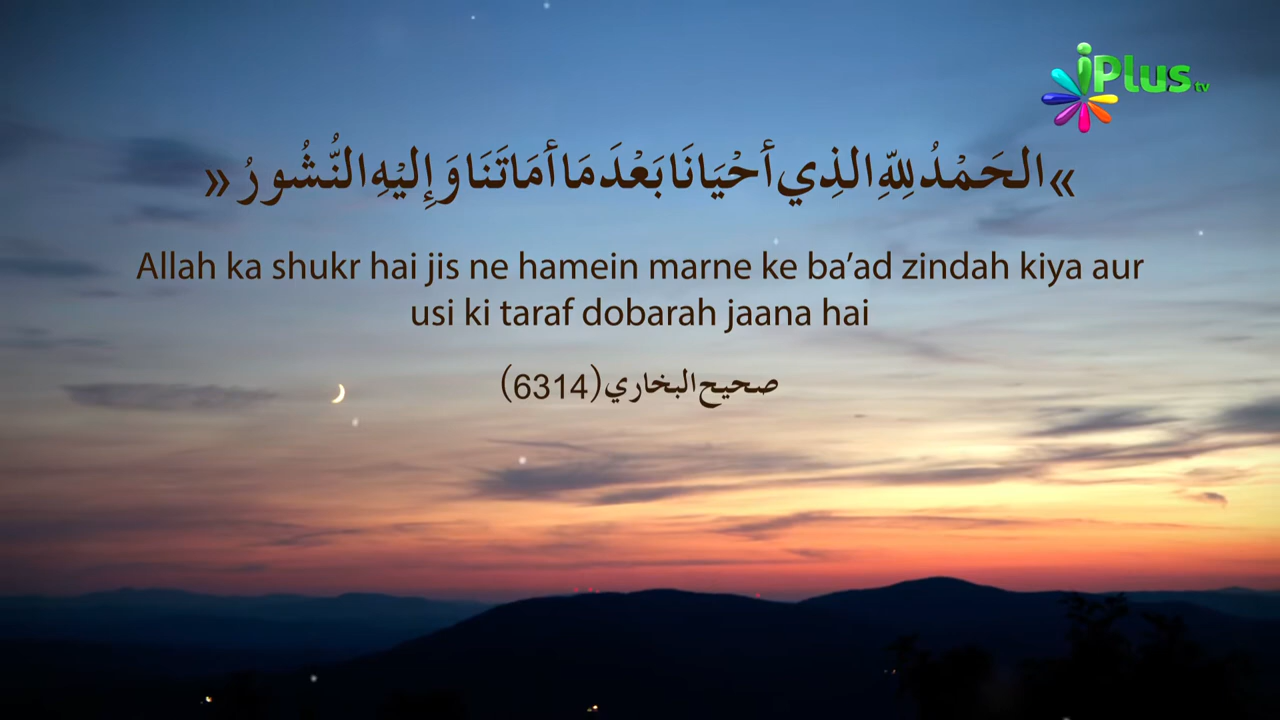 iPlus tv
»الحَمْدُ لِلَّهِ الذِي أَحْيَانَا بَعْدَ مَا أَمَاتَنَا وَإِلَيْهِ النُّشُورُ«
Allah ka shukr hai jis ne hamein marne ke ba’ad zindah kiya aur
usi ki taraf dobarah jaana hai
صحيح البخاري (6314)